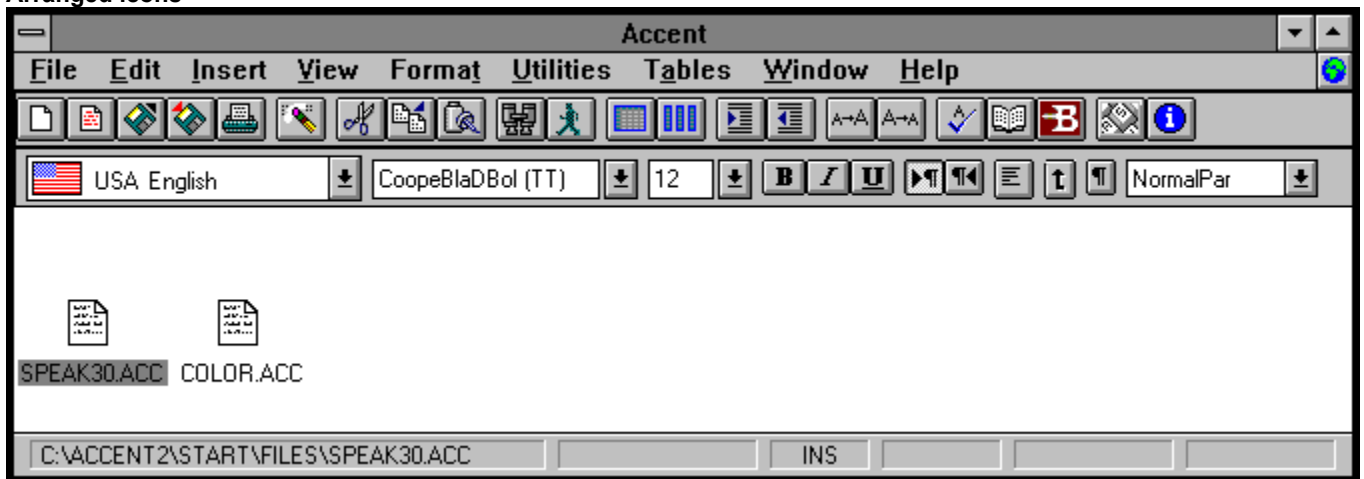 Arranged Icons
Accent
File Edit Insert View Format Utilities Tables Window Help
A→A A→A B i
USA English CoopeBlaDBol (TT) 12 B I U ¶ ¶ t ¶ NormalPar
SPEAK30.ACC COLOR.ACC
C:\ACCENT2\START\FILES\SPEAK30.ACC INS